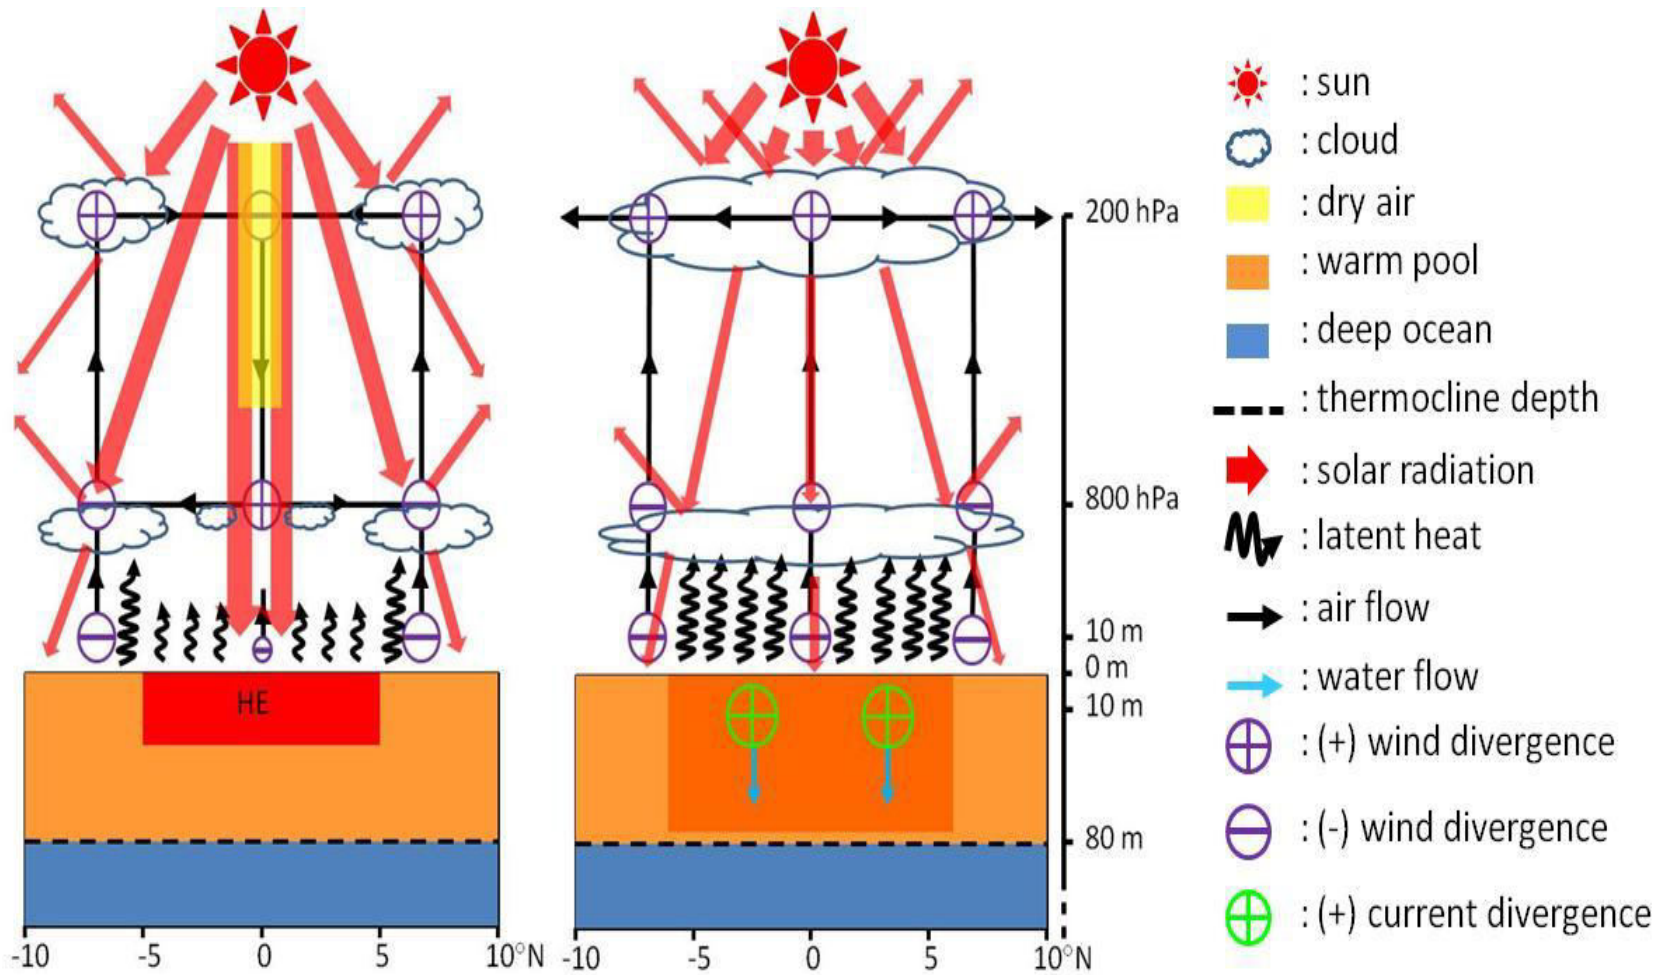 : sun
: cloud
: dry air
: warm pool
: deep ocean
: thermocline depth
: solar radiation
: latent heat
: air flow
: water flow
: (+) wind divergence
: (-) wind divergence
: (+) current divergence
200 hPa
800 hPa
10 m
0 m
10 m
80 m
HE
-10 -5 0 5 10°N
-10 -5 0 5 10°N